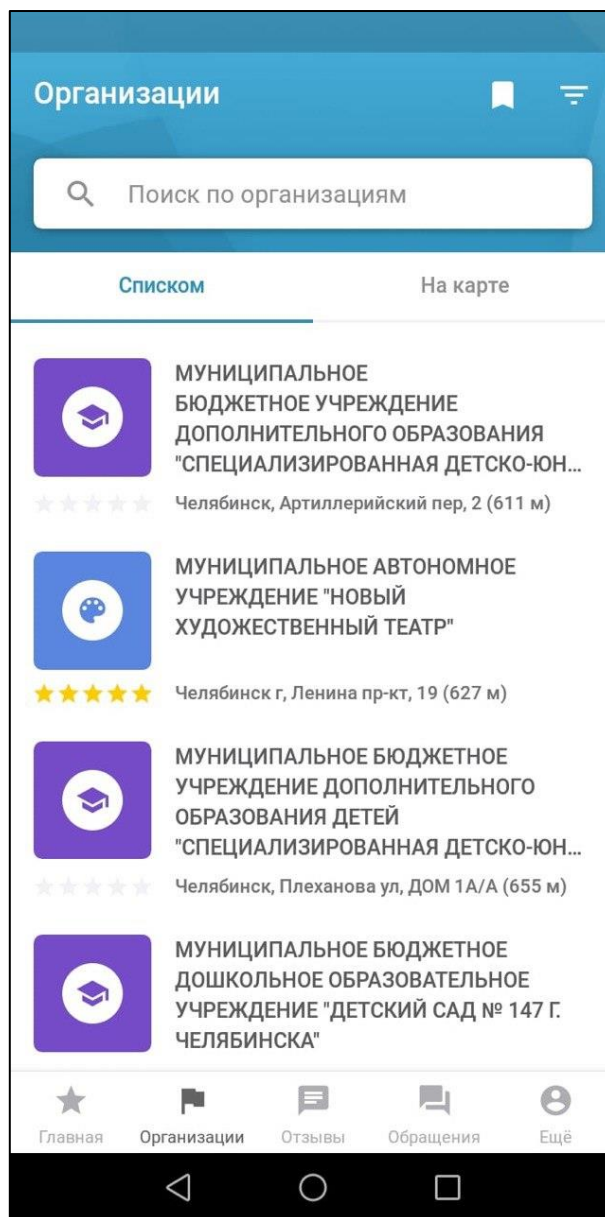 Организации
Поиск по организациям
Списком
На карте
МУНИЦИПАЛЬНОЕ
БЮДЖЕТНОЕ УЧРЕЖДЕНИЕ
ДОПОЛНИТЕЛЬНОГО ОБРАЗОВАНИЯ
"СПЕЦИАЛИЗИРОВАННАЯ ДЕТСКО-ЮН...
Челябинск, Артиллерийский пер, 2 (611 м)
МУНИЦИПАЛЬНОЕ АВТОНОМНОЕ
УЧРЕЖДЕНИЕ "НОВЫЙ
ХУДОЖЕСТВЕННЫЙ ТЕАТР"
Челябинск г, Ленина пр-кт, 19 (627 м)
МУНИЦИПАЛЬНОЕ БЮДЖЕТНОЕ
УЧРЕЖДЕНИЕ ДОПОЛНИТЕЛЬНОГО
ОБРАЗОВАНИЯ ДЕТЕЙ
"СПЕЦИАЛИЗИРОВАННАЯ ДЕТСКО-ЮН...
Челябинск, Плеханова ул, ДОМ 1А/А (655 м)
МУНИЦИПАЛЬНОЕ БЮДЖЕТНОЕ
ДОШКОЛЬНОЕ ОБРАЗОВАТЕЛЬНОЕ
УЧРЕЖДЕНИЕ "ДЕТСКИЙ САД № 147 Г.
ЧЕЛЯБИНСКА"
Главная
Организации
Отзывы
Обращения
Ещё